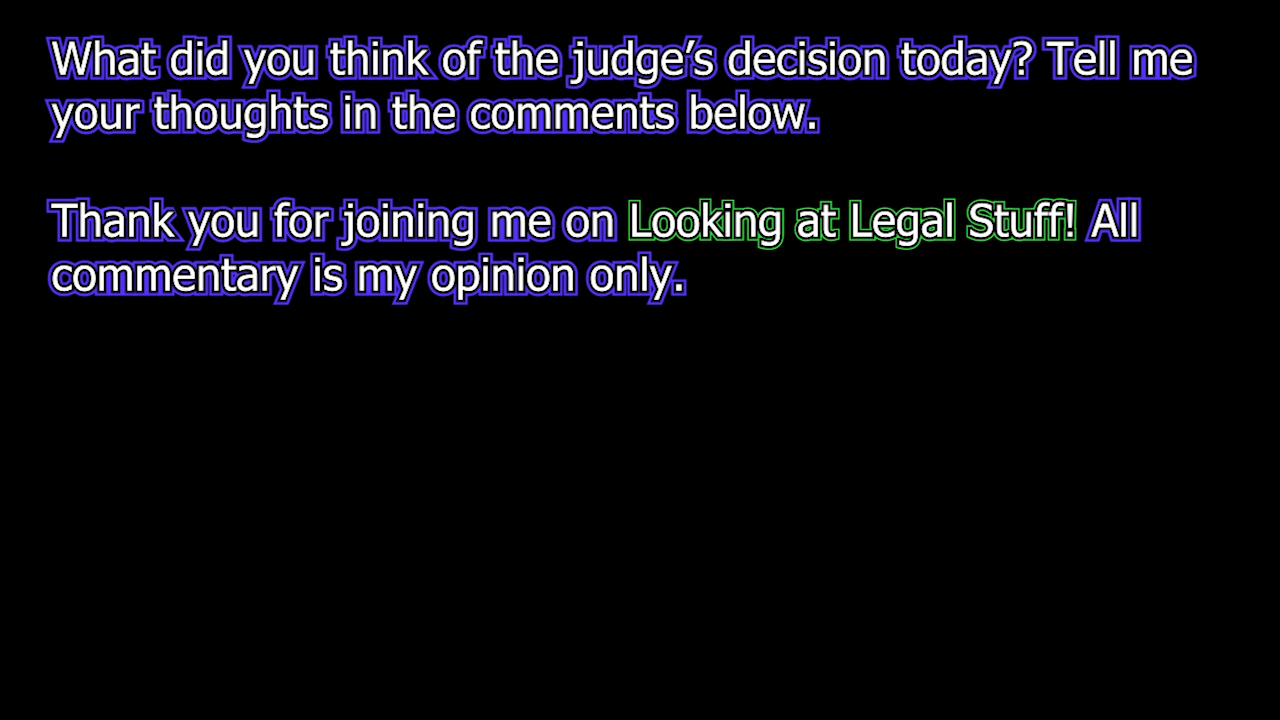 What did you think of the judge’s decision today? Tell me
your thoughts in the comments below.
Thank you for joining me on Looking at Legal Stuff! All
commentary is my opinion only.